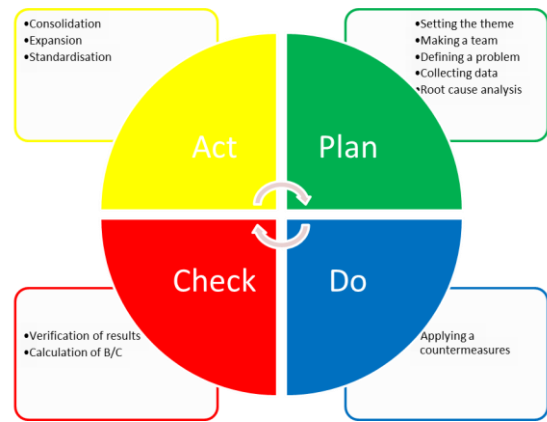 •Consolidation
•Expansion
•Standardisation
•Setting the theme
•Making a team
•Defining a problem
•Collecting data
•Root cause analysis
Act
Plan
Check
Do
•Verification of results
•Calculation of B/C
Applying a
countermeasures